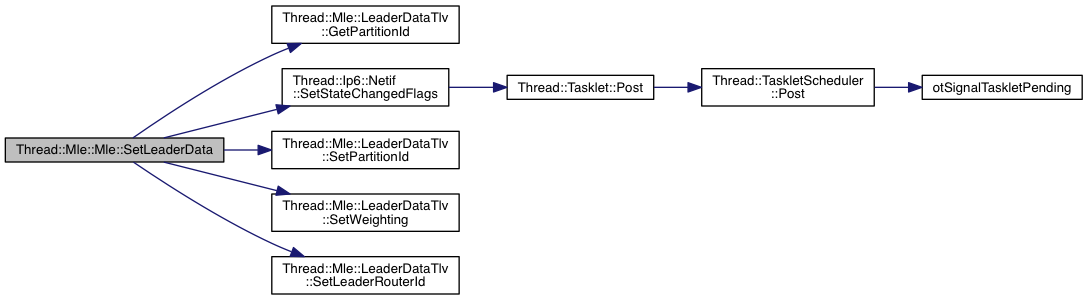 Thread::Mle::LeaderDataTlv
::GetPartitionId
Thread::Ip6::Netif
::SetStateChangedFlags
Thread::Tasklet::Post
Thread::TaskletScheduler
::Post
otSignalTaskletPending
Thread::Mle::Mle::SetLeaderData
Thread::Mle::LeaderDataTlv
::SetPartitionId
Thread::Mle::LeaderDataTlv
::SetWeighting
Thread::Mle::LeaderDataTlv
::SetLeaderRouterId